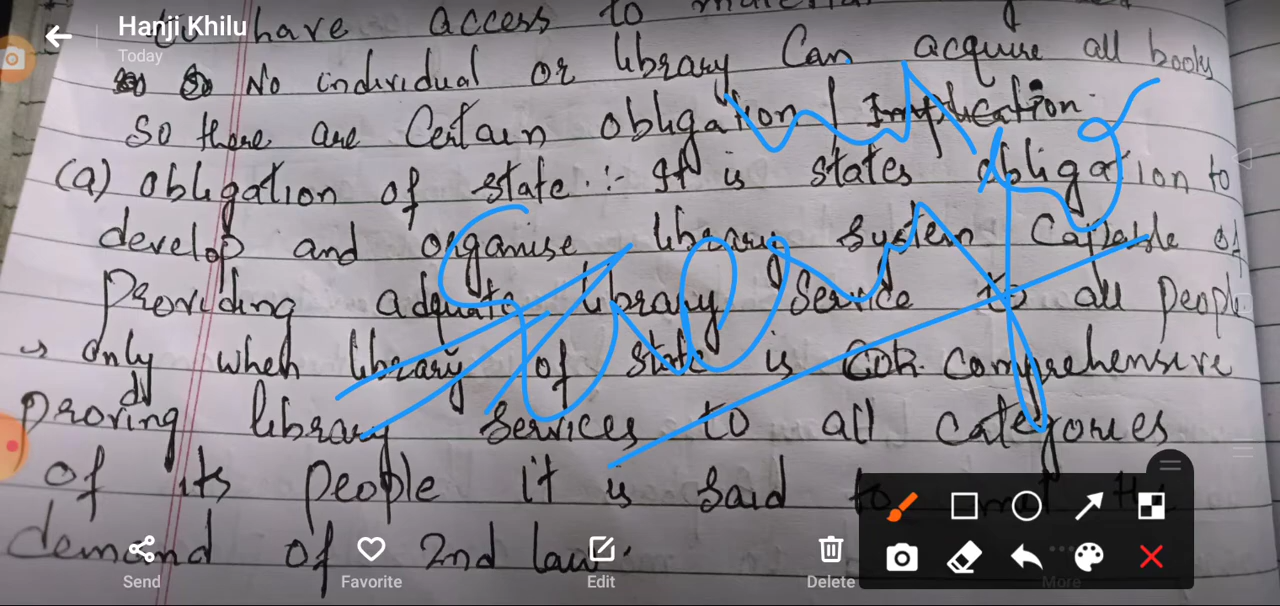 Hanji Khilu
Today
have access to
No individual or library can acquire all books
So there are Certain obligation / Implication
(a) obligation of state :- It is states obligation to
develop and organise library system Capable of
Providing adquate library Service to all people
→ only when library of state is comprehensive
proving library services to all categories
of its people it is said to
demand of 2nd law.
Send Favorite Edit Delete More